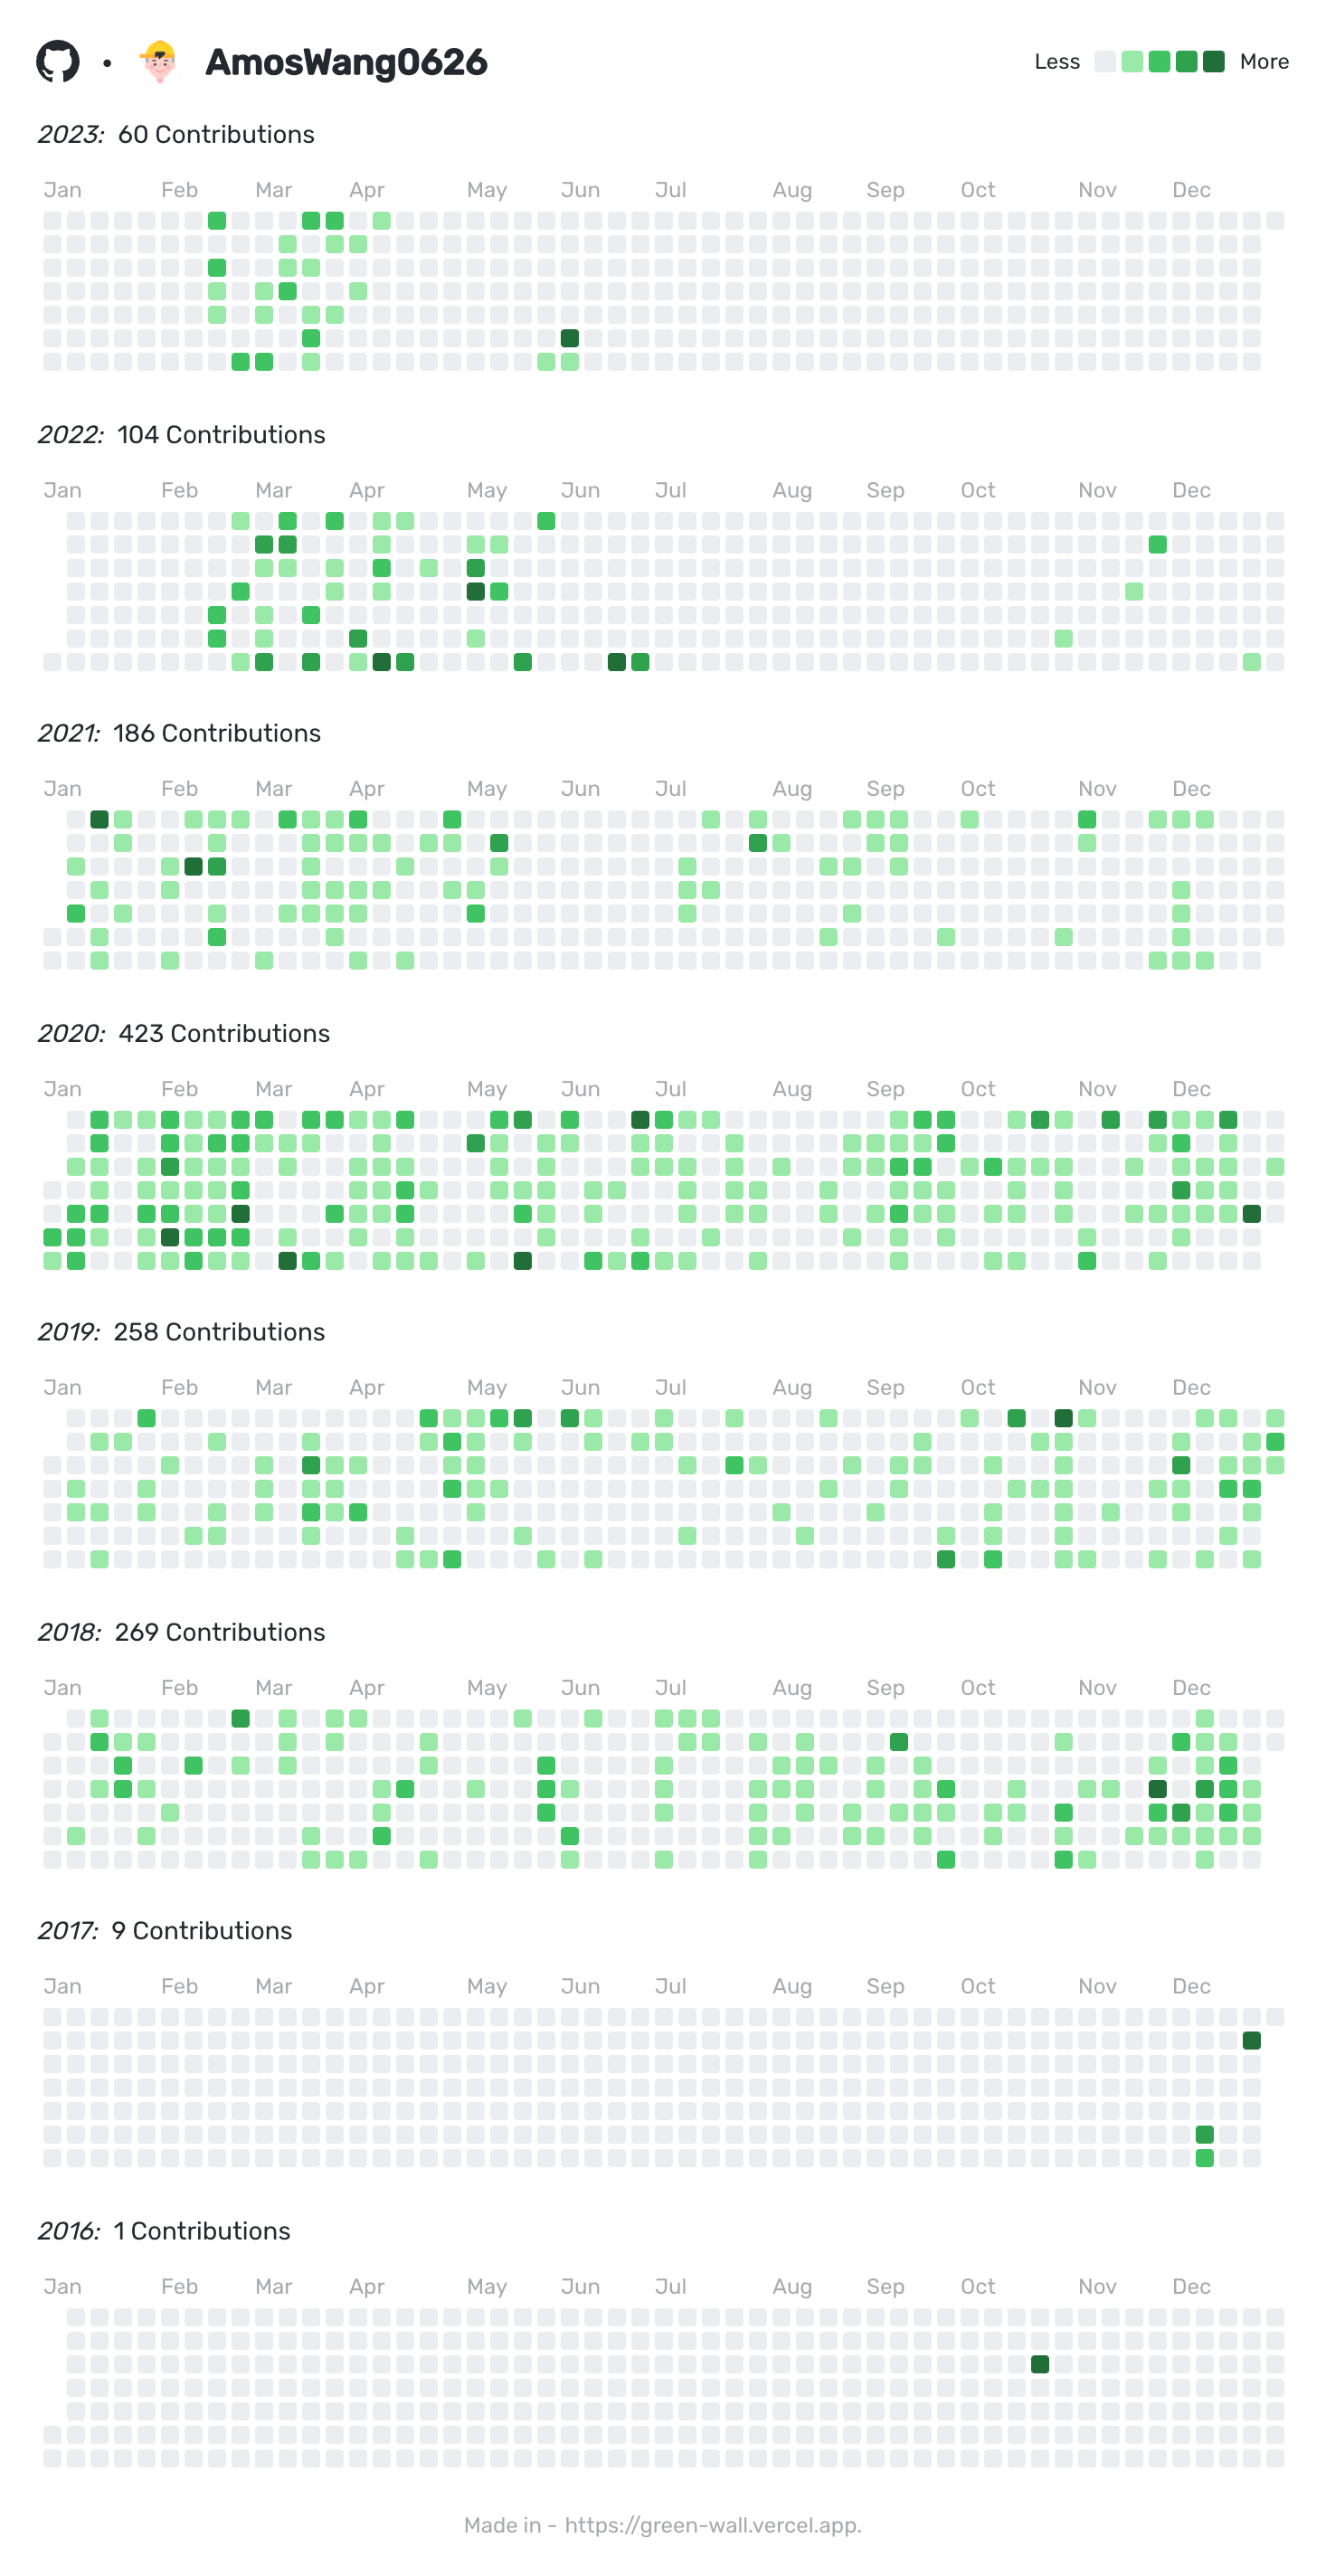 · AmosWang0626 Less More
2023: 60 Contributions
Jan Feb Mar Apr May Jun Jul Aug Sep Oct Nov Dec
2022: 104 Contributions
Jan Feb Mar Apr May Jun Jul Aug Sep Oct Nov Dec
2021: 186 Contributions
Jan Feb Mar Apr May Jun Jul Aug Sep Oct Nov Dec
2020: 423 Contributions
Jan Feb Mar Apr May Jun Jul Aug Sep Oct Nov Dec
2019: 258 Contributions
Jan Feb Mar Apr May Jun Jul Aug Sep Oct Nov Dec
2018: 269 Contributions
Jan Feb Mar Apr May Jun Jul Aug Sep Oct Nov Dec
2017: 9 Contributions
Jan Feb Mar Apr May Jun Jul Aug Sep Oct Nov Dec
2016: 1 Contributions
Jan Feb Mar Apr May Jun Jul Aug Sep Oct Nov Dec
Made in - https://green-wall.vercel.app.